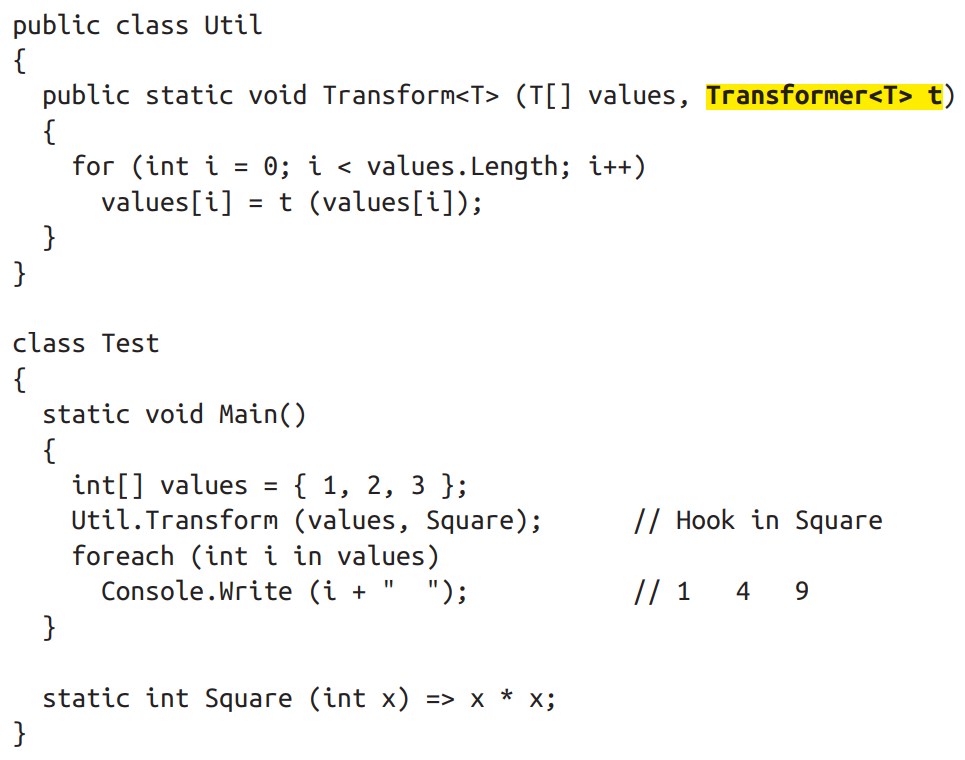 public class Util
{
  public static void Transform<T> (T[] values, Transformer<T> t)
  {
    for (int i = 0; i < values.Length; i++)
      values[i] = t (values[i]);
  }
}

class Test
{
  static void Main()
  {
    int[] values = { 1, 2, 3 };
    Util.Transform (values, Square);      // Hook in Square
    foreach (int i in values)
      Console.Write (i + "  ");           // 1   4   9
  }

  static int Square (int x) => x * x;
}